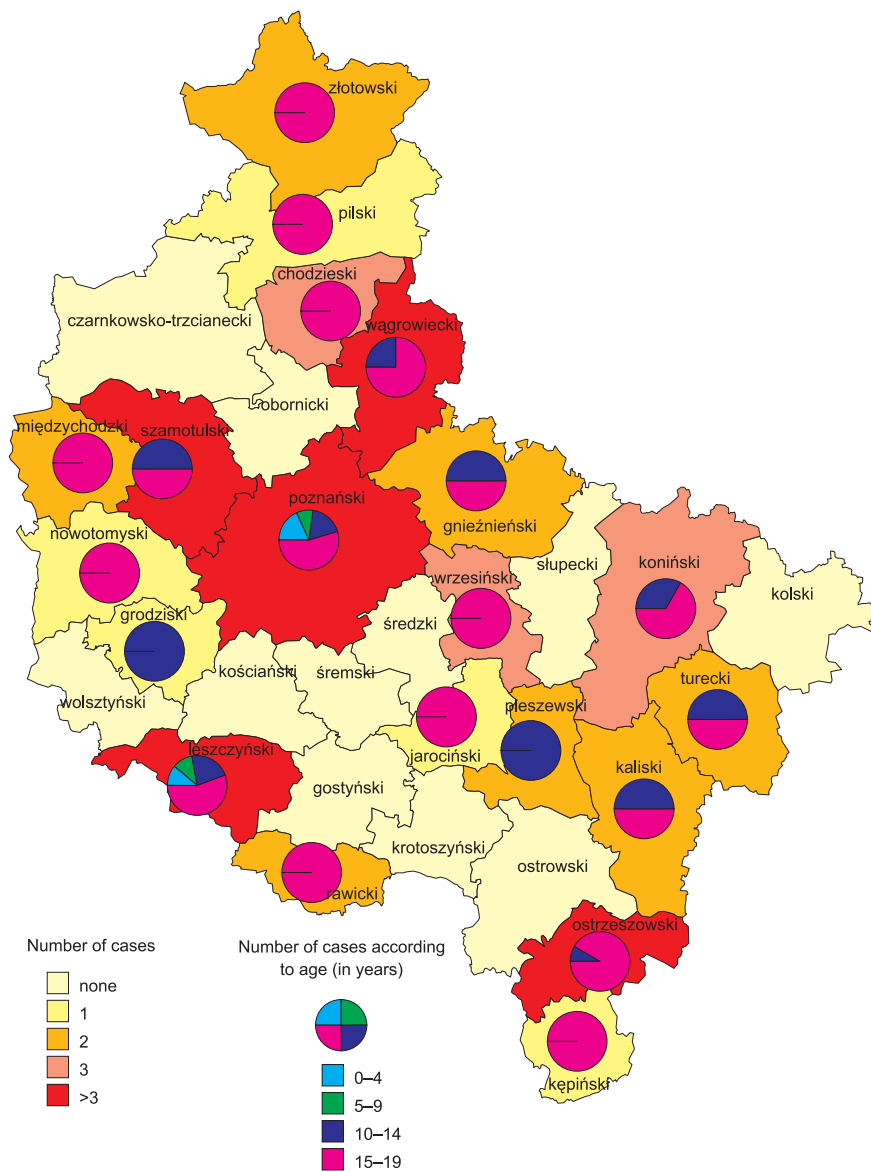 złotowski
pilski
chodzieski
czarnkowsko-trzcianecki
wągrowiecki
obornicki
międzychodzki
szamotulski
poznański
gnieźnieński
nowotomyski
wrzesiński
słupecki
koniński
kolski
grodziski
średzki
kościański
śremski
wolsztyński
turecki
pleszewski
leszczyński
jarociński
kaliski
gostyński
krotoszyński
ostrowski
rawicki
ostrzeszowski
kępiński
Number of cases
none
1
2
3
>3
Number of cases according
to age (in years)
0–4
5–9
10–14
15–19